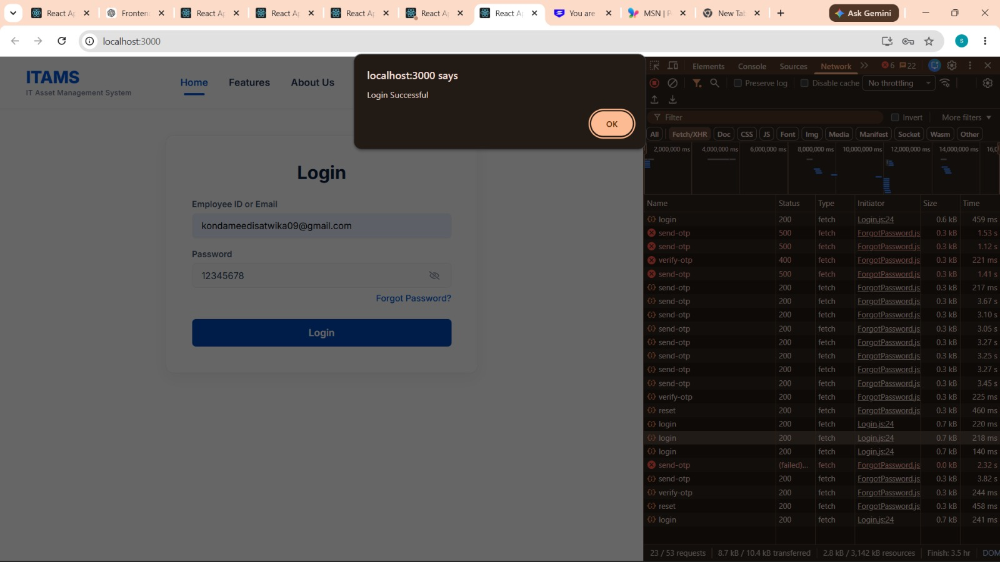 React Ap
Fronten
React Ap
React Ap
React Ap
React Ap
React Ap
You are
MSN | P
New Tab
Ask Gemini
localhost:3000
S
ITAMS
IT Asset Management System
Home Features About Us
localhost:3000 says
Login Successful
OK
Login
Employee ID or Email
kondameedisatwika09@gmail.com
Password
12345678
Forgot Password?
Login
Elements Console Sources Network 6 22
Preserve log Disable cache No throttling
Filter Invert More filters
All Fetch/XHR Doc CSS JS Font Img Media Manifest Socket Wasm Other
2,000,000 ms 4,000,000 ms 6,000,000 ms 8,000,000 ms 10,000,000 ms 12,000,000 ms 14,000,000 ms 16,0
Name Status Type Initiator Size Time
login 200 fetch Login.js:24 0.6 kB 459 ms
send-otp 500 fetch ForgotPassword.js 0.3 kB 1.53 s
send-otp 500 fetch ForgotPassword.js 0.3 kB 1.12 s
verify-otp 400 fetch ForgotPassword.js 0.3 kB 221 ms
send-otp 500 fetch ForgotPassword.js 0.3 kB 1.41 s
send-otp 200 fetch ForgotPassword.js 0.3 kB 217 ms
send-otp 200 fetch ForgotPassword.js 0.3 kB 3.67 s
send-otp 200 fetch ForgotPassword.js 0.3 kB 3.10 s
send-otp 200 fetch ForgotPassword.js 0.3 kB 3.05 s
send-otp 200 fetch ForgotPassword.js 0.3 kB 3.27 s
send-otp 200 fetch ForgotPassword.js 0.3 kB 3.25 s
send-otp 200 fetch ForgotPassword.js 0.3 kB 3.27 s
send-otp 200 fetch ForgotPassword.js 0.3 kB 3.45 s
verify-otp 200 fetch ForgotPassword.js 0.3 kB 225 ms
reset 200 fetch ForgotPassword.js 0.3 kB 460 ms
login 200 fetch Login.js:24 0.7 kB 220 ms
login 200 fetch Login.js:24 0.7 kB 218 ms
login 200 fetch Login.js:24 0.7 kB 140 ms
send-otp (failed)... fetch ForgotPassword.js 0.0 kB 2.32 s
send-otp 200 fetch ForgotPassword.js 0.3 kB 3.82 s
verify-otp 200 fetch ForgotPassword.js 0.3 kB 244 ms
reset 200 fetch ForgotPassword.js 0.3 kB 458 ms
login 200 fetch Login.js:24 0.7 kB 241 ms
23 / 53 requests 8.7 kB / 10.4 kB transferred 2.8 kB / 3,142 kB resources Finish: 3.5 hr DOM